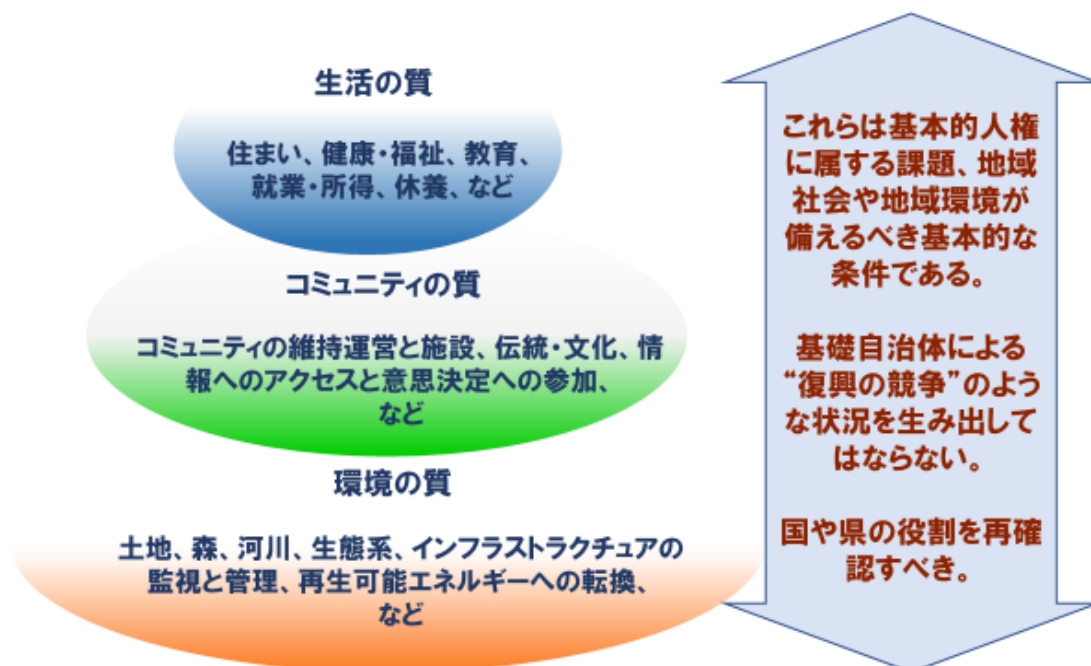 生活の質
住まい、健康・福祉、教育、
就業・所得、休養、など
コミュニティの質
コミュニティの維持運営と施設、伝統・文化、情
報へのアクセスと意思決定への参加、
など
環境の質
土地、森、河川、生態系、インフラストラクチュアの
監視と管理、再生可能エネルギーへの転換、
など
これらは基本的人権
に属する課題、地域
社会や地域環境が
備えるべき基本的な
条件である。
基礎自治体による
“復興の競争”のよう
な状況を生み出して
はならない。
国や県の役割を再確
認すべき。